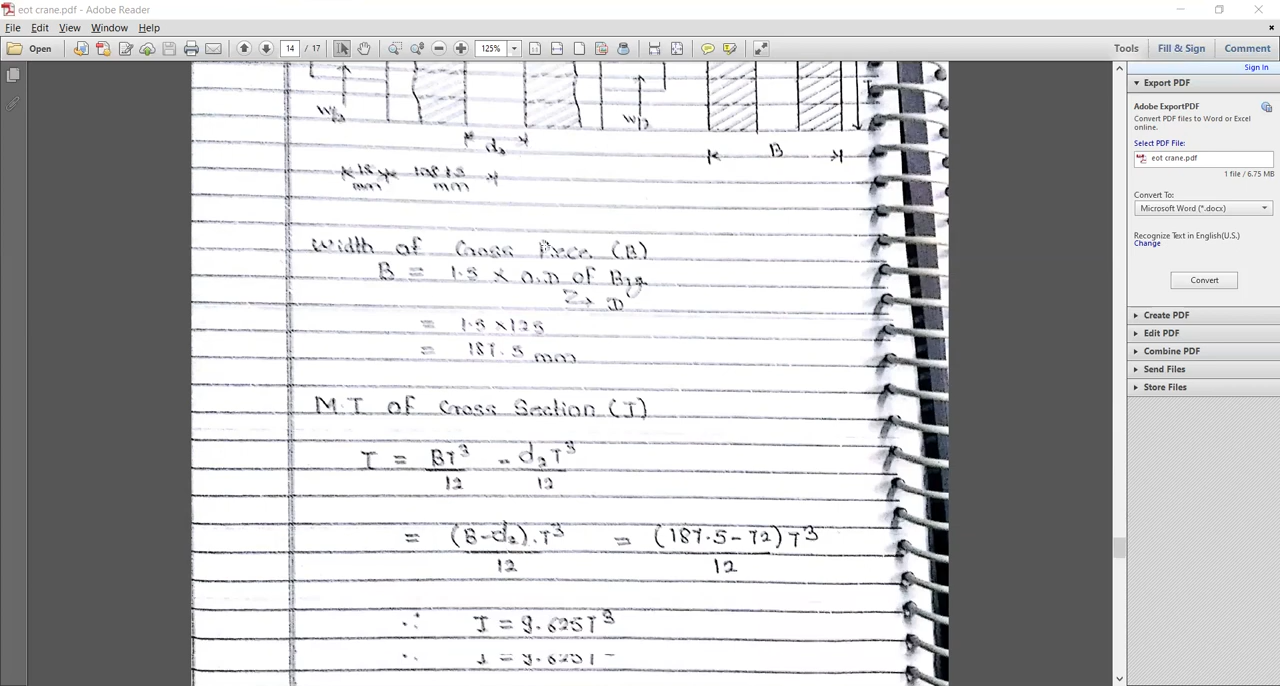 eot crane.pdf - Adobe Reader
File Edit View Window Help
Open 14 / 17 125% Tools Fill & Sign Comment
Sign In
Export PDF
Adobe ExportPDF
Convert PDF files to Word or Excel
online.
Select PDF File:
eot crane.pdf
1 file / 6.75 MB
Convert To:
Microsoft Word (*.docx)
Recognize Text in English(U.S.)
Change
Convert
Create PDF
Edit PDF
Combine PDF
Send Files
Store Files
W/2 W/2
d2 B
mm mm
Width of Cross Piece (B)
B = 1.5 × O.D of Brg
D
= 1.5 × 125
= 187.5 mm
M.I of Cross Section (I)
I = BT³/12 - d2T³/12
= (B-d2).T³/12 = (187.5-72)T³/12
∴ I = 9.625T³